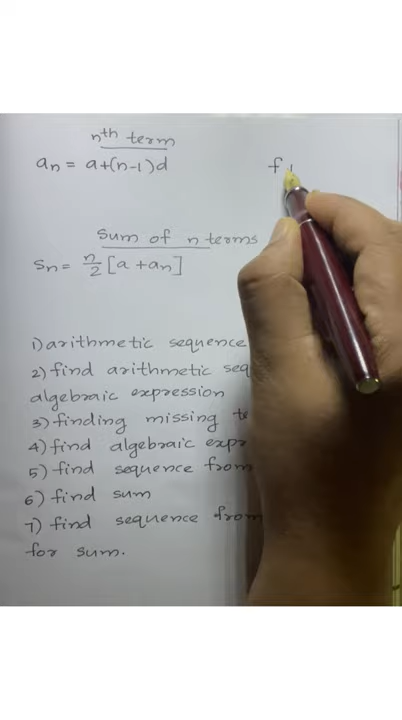 nth term
an = a+(n-1)d
f
Sum of n terms
Sn = n/2 [a + an]
1) arithmetic sequence
2) find arithmetic seq
algebraic expression
3) finding missing te
4) find algebraic expr
5) find sequence from
6) find sum
7) find sequence from
for sum.